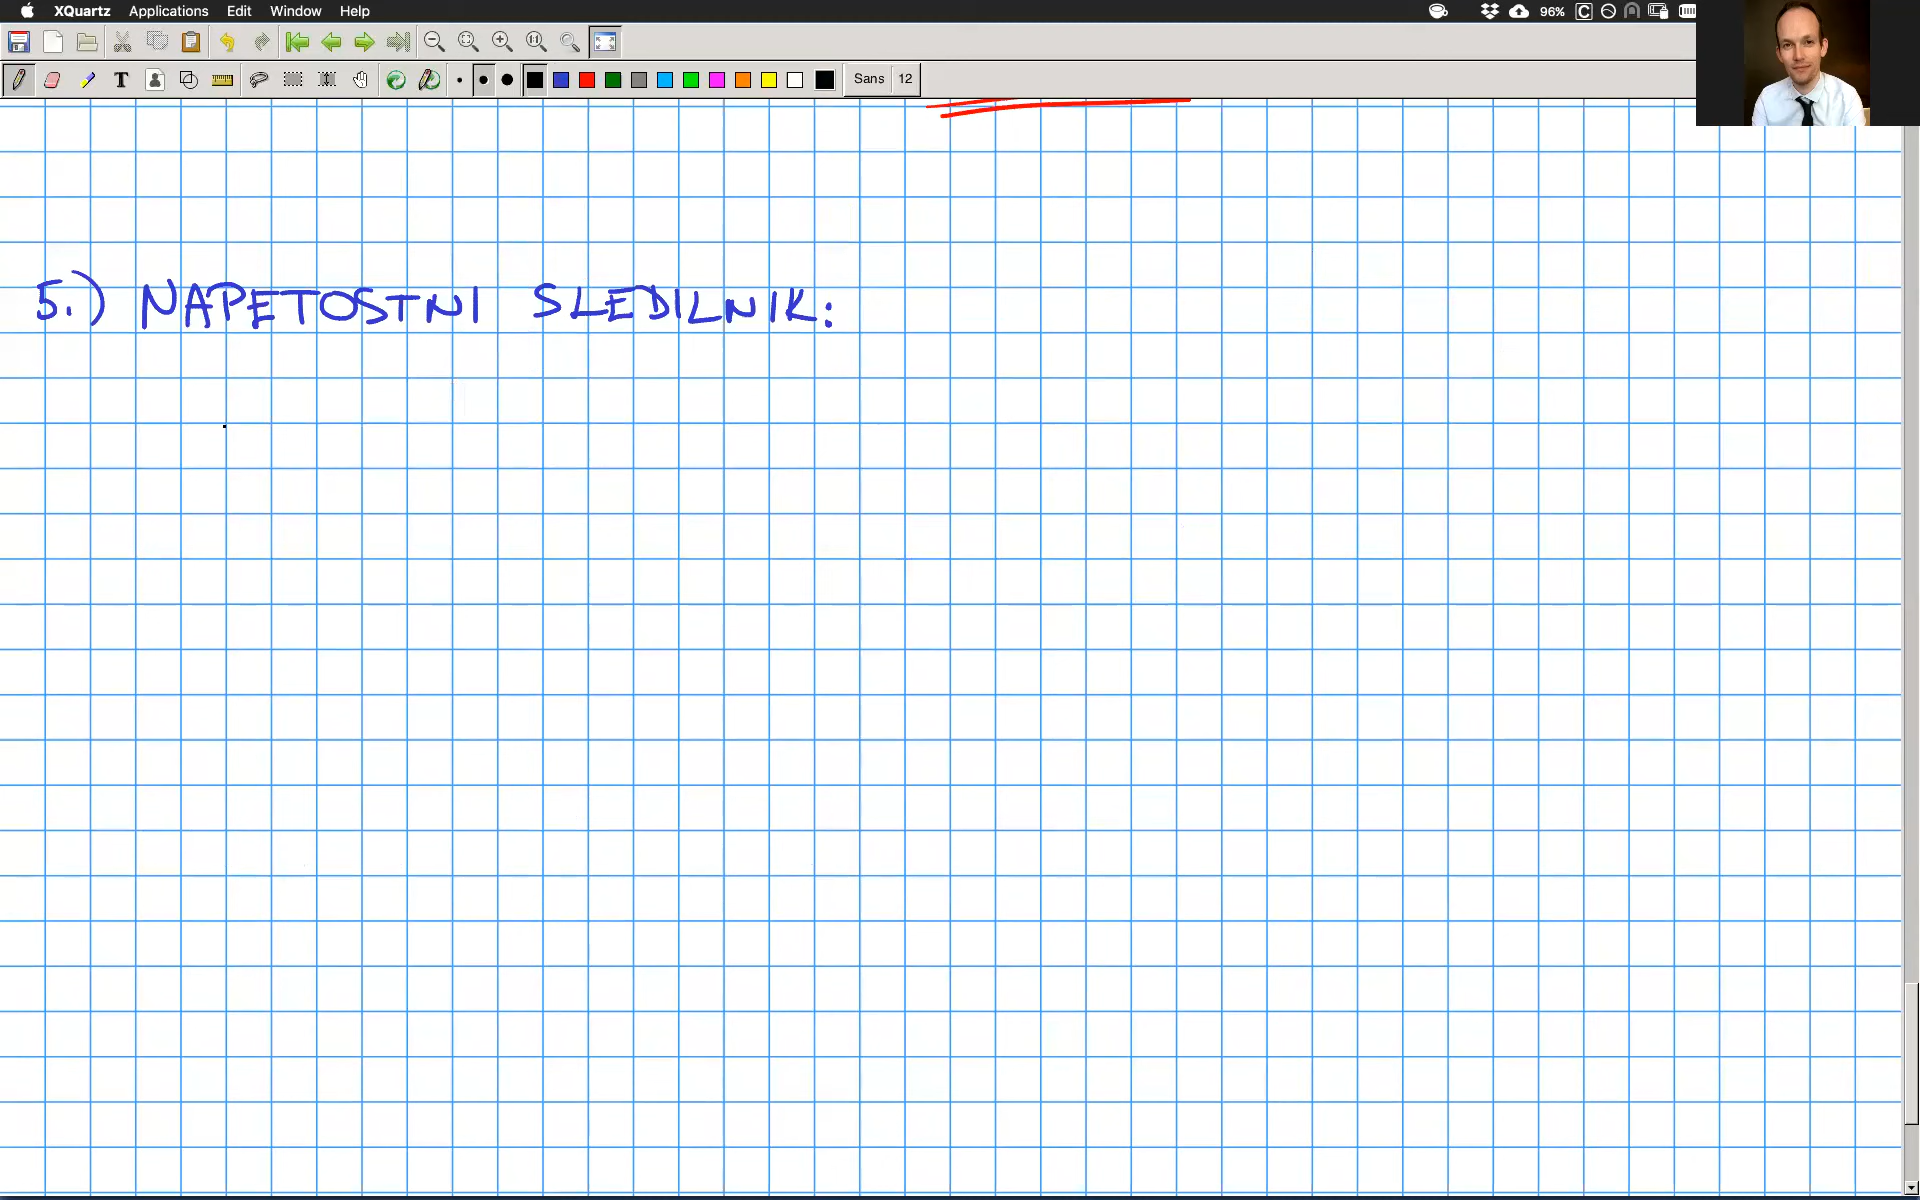 XQuartz Applications Edit Window Help 96%
T Sans 12
5.) NAPETOSTNI SLEDILNIK: